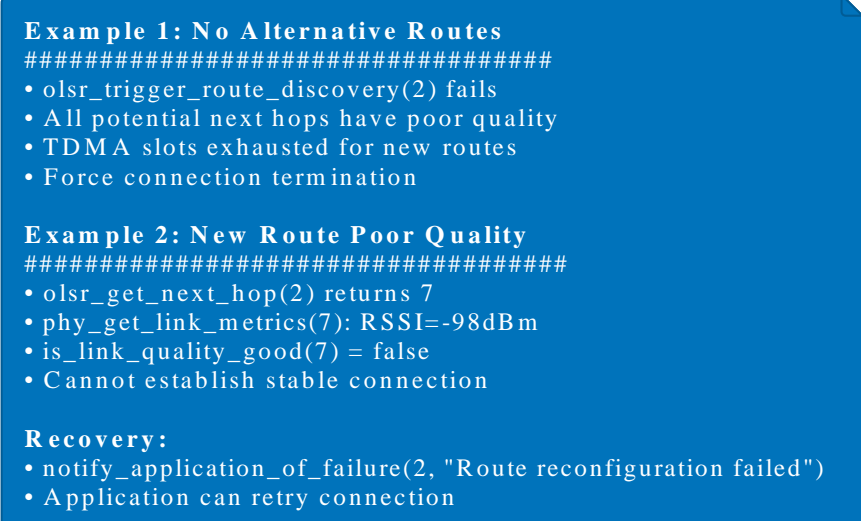 Example 1: No Alternative Routes
###################################
• olsr_trigger_route_discovery(2) fails
• All potential next hops have poor quality
• TDMA slots exhausted for new routes
• Force connection termination
Example 2: New Route Poor Quality
####################################
• olsr_get_next_hop(2) returns 7
• phy_get_link_metrics(7): RSSI=-98dBm
• is_link_quality_good(7) = false
• Cannot establish stable connection
Recovery:
• notify_application_of_failure(2, "Route reconfiguration failed")
• Application can retry connection